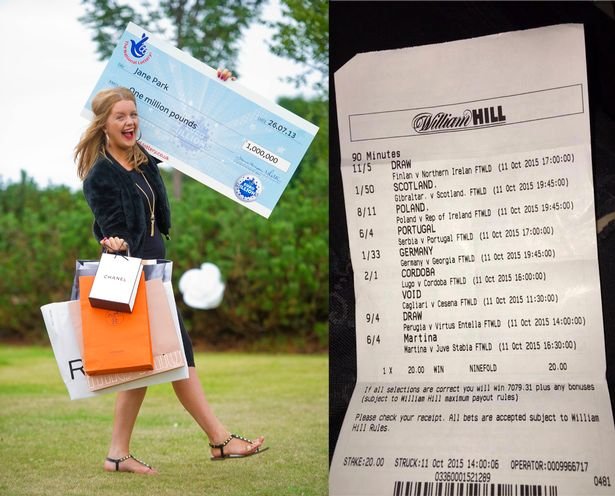 The National Lottery
Jane Park
26.07.13
One million pounds
1,000,000
CHANEL
R
William HILL
90 Minutes
11/5 DRAW
Finlan v Northern Irelan FTWLD (11 Oct 2015 17:00:00)
1/50 SCOTLAND.
Gibraltar. v Scotland. FTWLD (11 Oct 2015 19:45:00)
8/11 POLAND.
Poland v Rep of Ireland FTWLD (11 Oct 2015 19:45:00)
6/4 PORTUGAL
Serbia v Portugal FTWLD (11 Oct 2015 17:00:00)
1/33 GERMANY
Germany v Georgia FTWLD (11 Oct 2015 19:45:00)
2/1 CORDOBA
Lugo v Cordoba FTWLD (11 Oct 2015 16:00:00)
VOID
Cagliari v Cesena FTWLD (11 Oct 2015 11:30:00)
9/4 DRAW
Perugia v Virtus Entella FTWLD (11 Oct 2015 14:00:00)
6/4 Martina
Martina v Juve Stabia FTWLD (11 Oct 2015 16:30:00)
1 X 20.00 WIN NINEFOLD 20.00
If all selections are correct you will win 7079.31 plus any bonuses
(subject to William Hill maximum payout rules)
Please check your receipt. All bets are accepted subject to William
Hill Rules.
STAKE:20.00 STRUCK:11 Oct 2015 14:00:06 OPERATOR:0009966717
03360001521289 0481